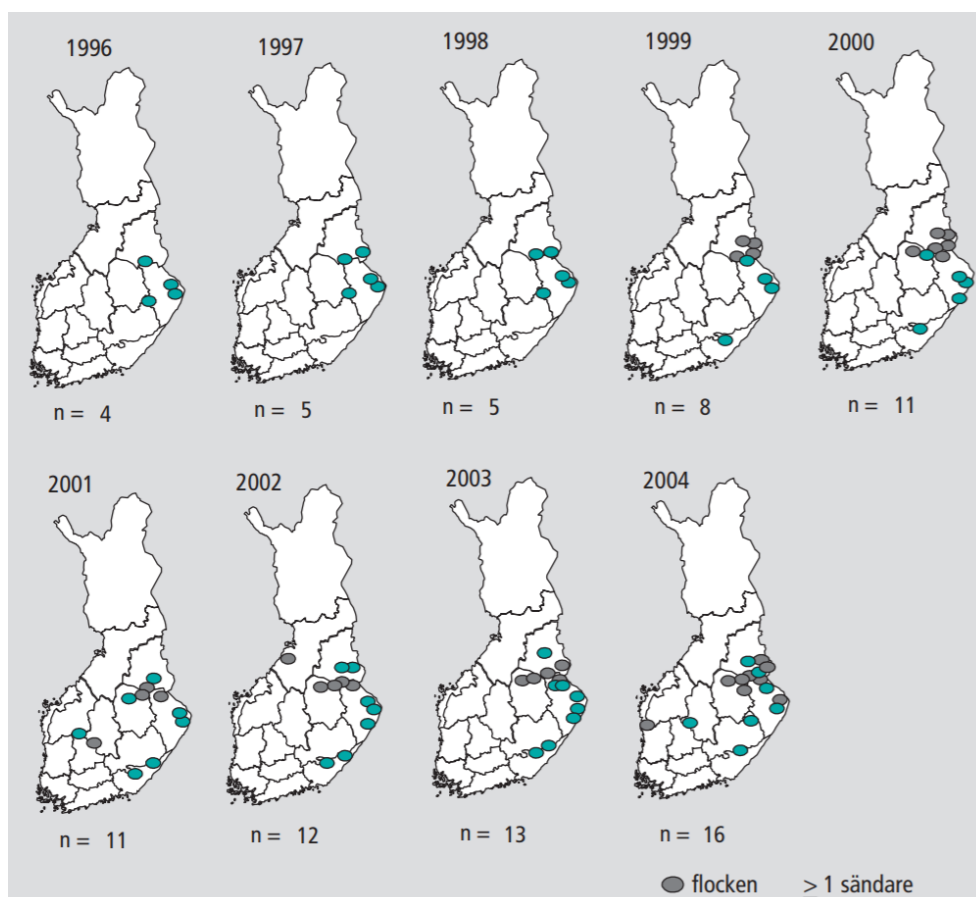 1996 1997 1998 1999 2000
n = 4 n = 5 n = 5 n = 8 n = 11
2001 2002 2003 2004
n = 11 n = 12 n = 13 n = 16
flocken > 1 sändare